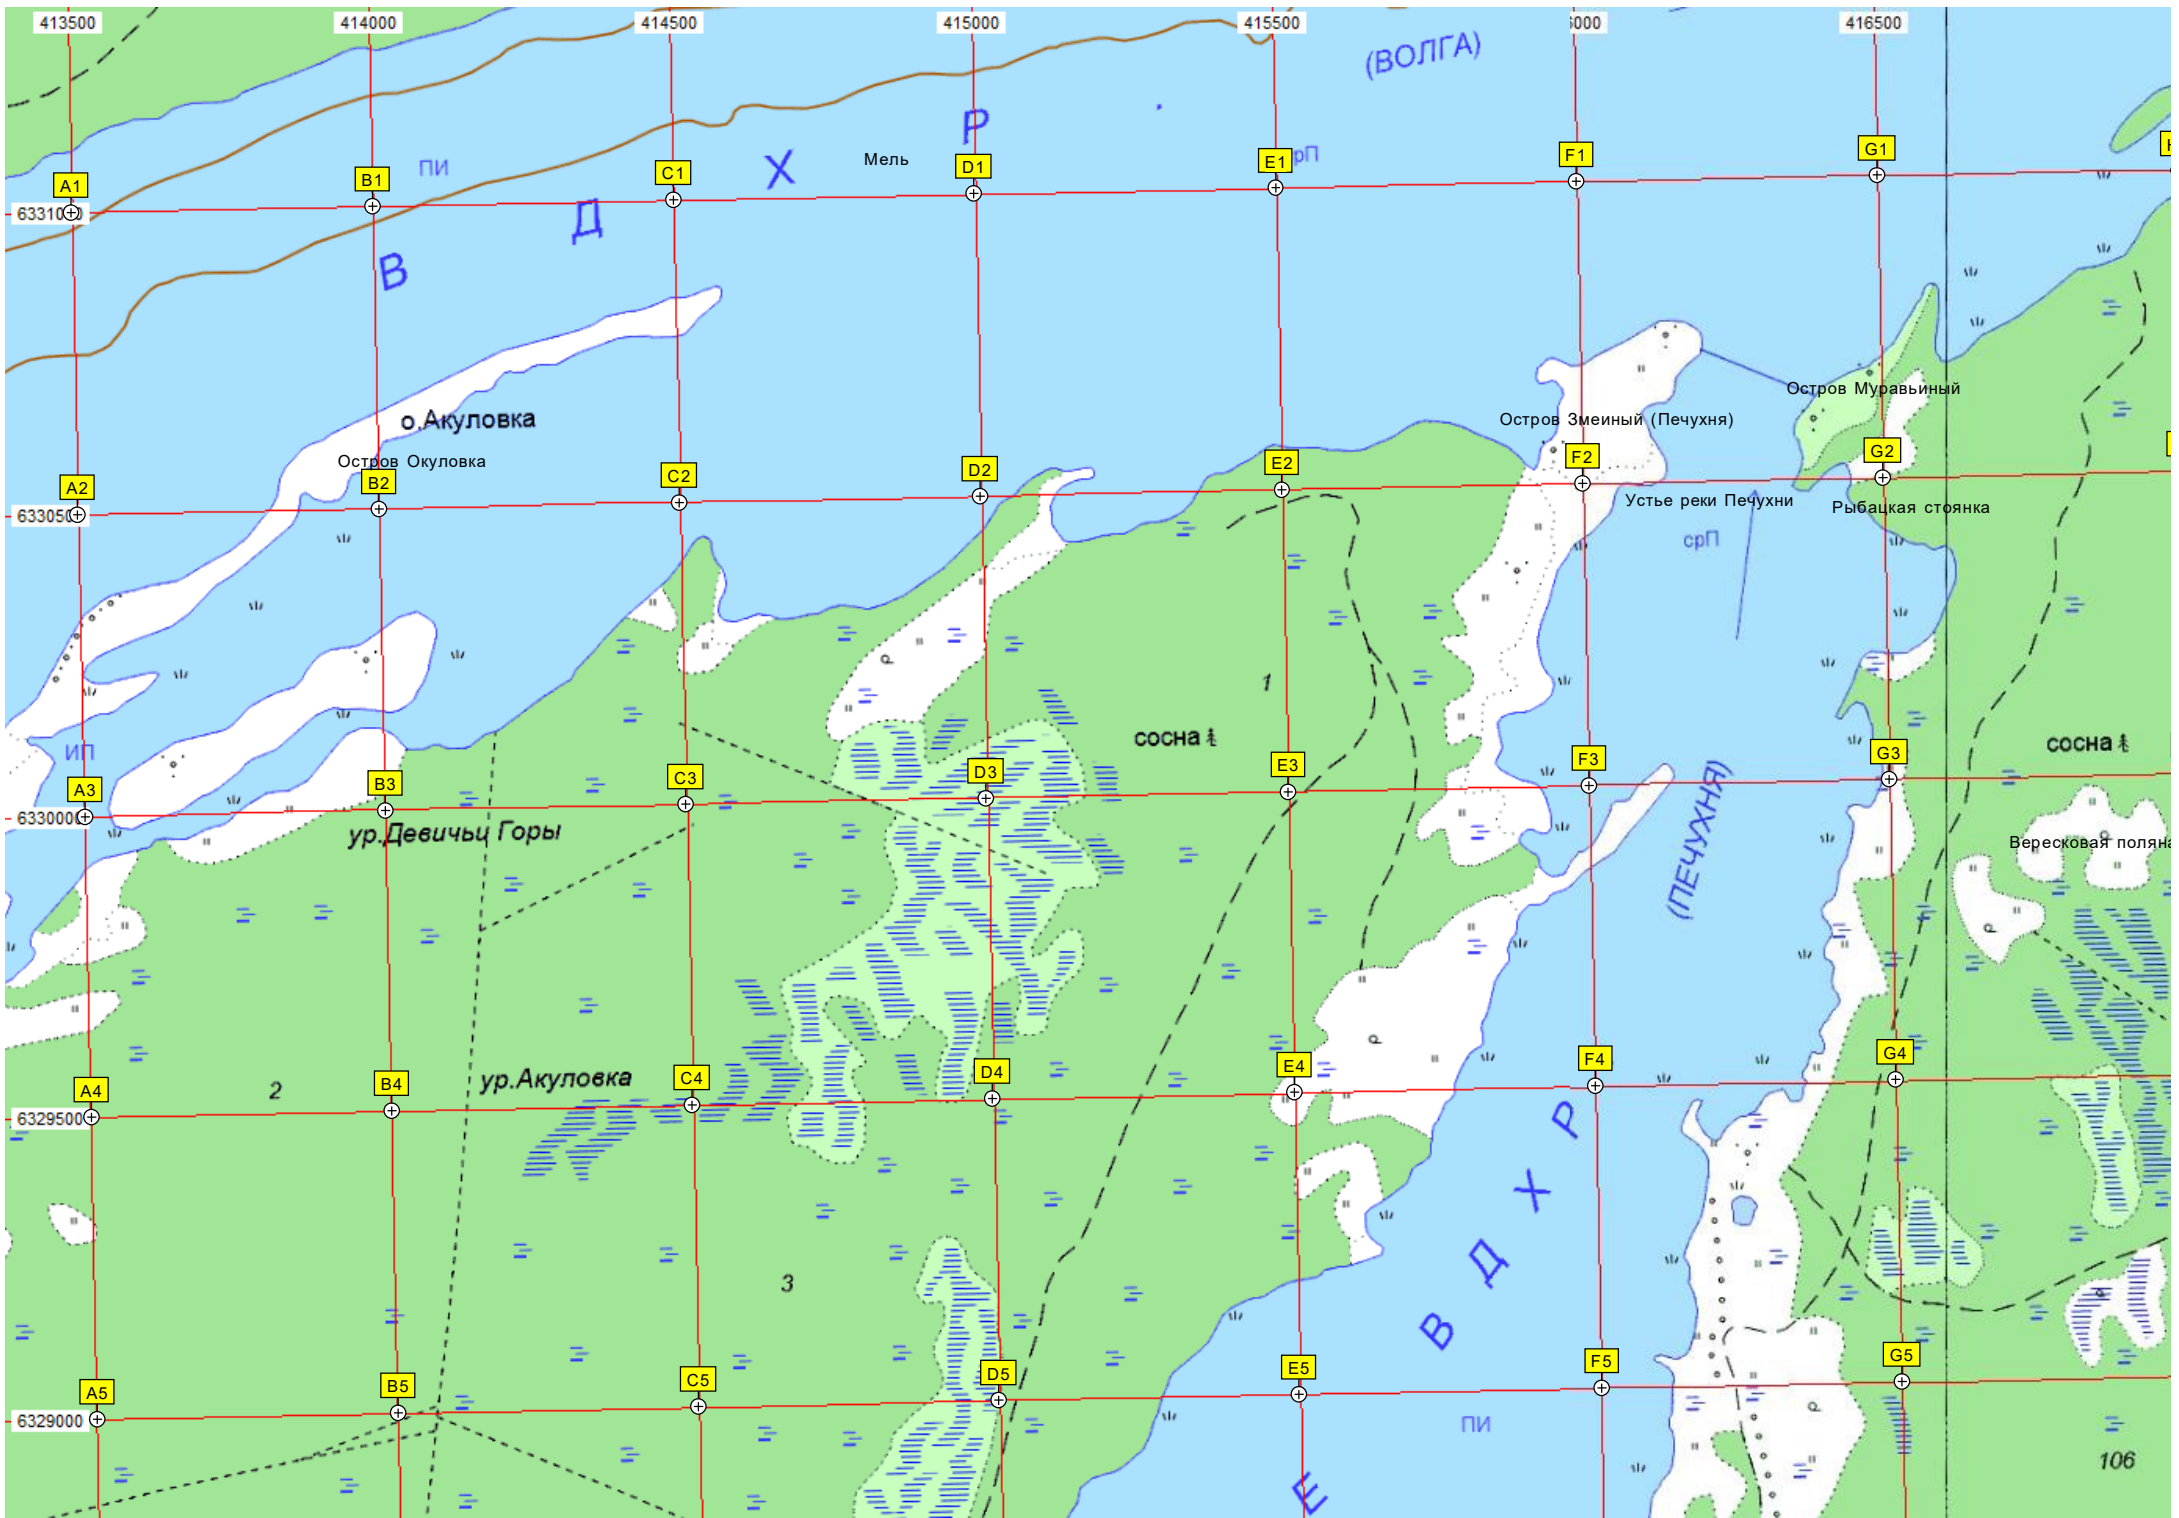 413500 414000 414500 415000 415500 6000 416500
(ВОЛГА)
Р
Мель
рП
ПИ
Х
A1 B1 C1 D1 E1 F1 G1
6331000
Д
В
о.Акуловка
Остров Муравьиный
Остров Змеиный (Печухня)
Остров Окуловка
A2 B2 C2 D2 E2 F2 G2
633050
Устье реки Печухни
Рыбацкая стоянка
срП
1
сосна
сосна
ИП
A3 B3 C3 D3 E3 F3 G3
6330000
ур.Девичьи Горы
(ПЕЧУХНЯ)
Вересковая поляна
2
ур.Акуловка
A4 B4 C4 D4 E4 F4 G4
6329500
Р
Х
Д
3
В
A5 B5 C5 D5 E5 F5 G5
6329000
ПИ
106
Е